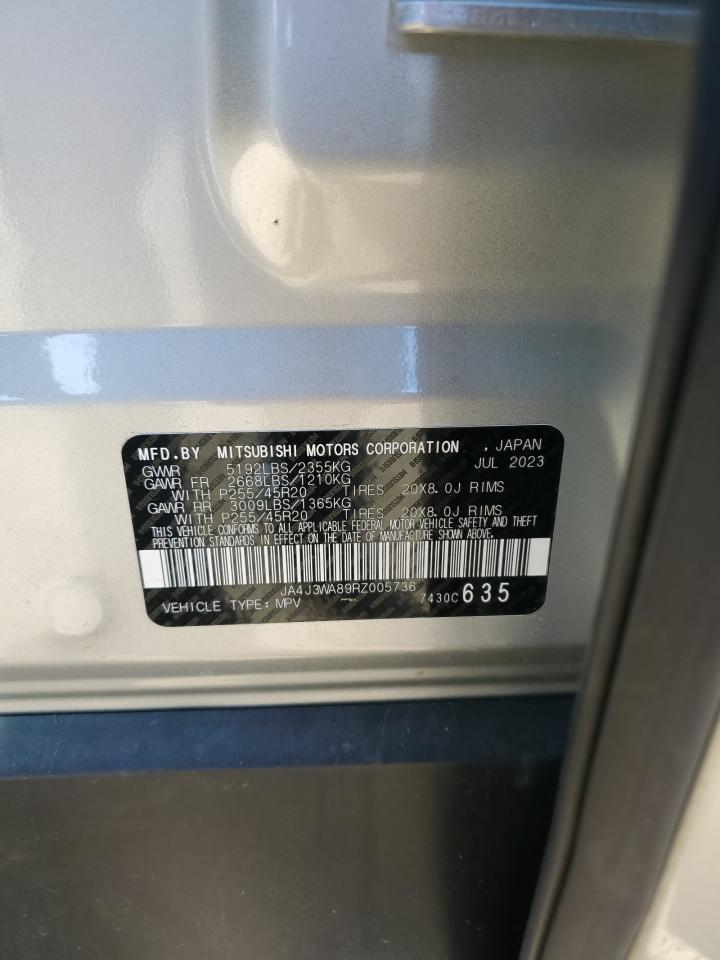 MFD.BY MITSUBISHI MOTORS CORPORATION , JAPAN
GVWR 5192LBS/2355KG JUL 2023
GAWR FR 2668LBS/1210KG
WITH P255/45R20 TIRES 20X8.0J RIMS
GAWR RR 3009LBS/1365KG
WITH P255/45R20 TIRES 20X8.0J RIMS
THIS VEHICLE CONFORMS TO ALL APPLICABLE FEDERAL MOTOR VEHICLE SAFETY AND THEFT
PREVENTION STANDARDS IN EFFECT ON THE DATE OF MANUFACTURE SHOWN ABOVE.
JA4J3WA89RZ005736
VEHICLE TYPE: MPV 7430C 635